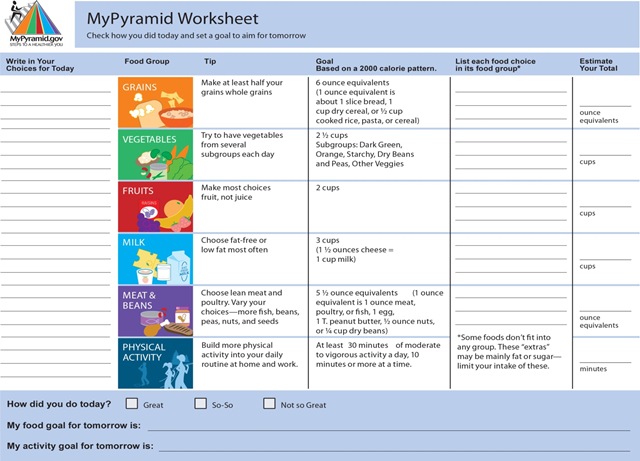 MyPyramid.gov
STEPS TO A HEALTHIER YOU
MyPyramid Worksheet
Check how you did today and set a goal to aim for tomorrow
Write in Your
Choices for Today
Food Group
Tip
Goal
Based on a 2000 calorie pattern.
List each food choice
in its food group*
Estimate
Your Total
GRAINS
Make at least half your
grains whole grains
6 ounce equivalents
(1 ounce equivalent is
about 1 slice bread, 1
cup dry cereal, or ½ cup
cooked rice, pasta, or cereal)
ounce
equivalents
VEGETABLES
Try to have vegetables
from several
subgroups each day
2 ½ cups
Subgroups: Dark Green,
Orange, Starchy, Dry Beans
and Peas, Other Veggies
cups
FRUITS
RAISINS
Make most choices
fruit, not juice
2 cups
cups
MILK
Choose fat-free or
low fat most often
3 cups
(1 ½ ounces cheese =
1 cup milk)
cups
MEAT &
BEANS
Choose lean meat and
poultry. Vary your
choices—more fish, beans,
peas, nuts, and seeds
5 ½ ounce equivalents (1 ounce
equivalent is 1 ounce meat,
poultry, or fish, 1 egg,
1 T. peanut butter, ½ ounce nuts,
or ¼ cup dry beans)
ounce
equivalents
PHYSICAL
ACTIVITY
Build more physical
activity into your daily
routine at home and work.
At least 30 minutes of moderate
to vigorous activity a day, 10
minutes or more at a time.
*Some foods don't fit into
any group. These "extras"
may be mainly fat or sugar—
limit your intake of these.
minutes
How did you do today? Great So-So Not so Great
My food goal for tomorrow is:
My activity goal for tomorrow is: